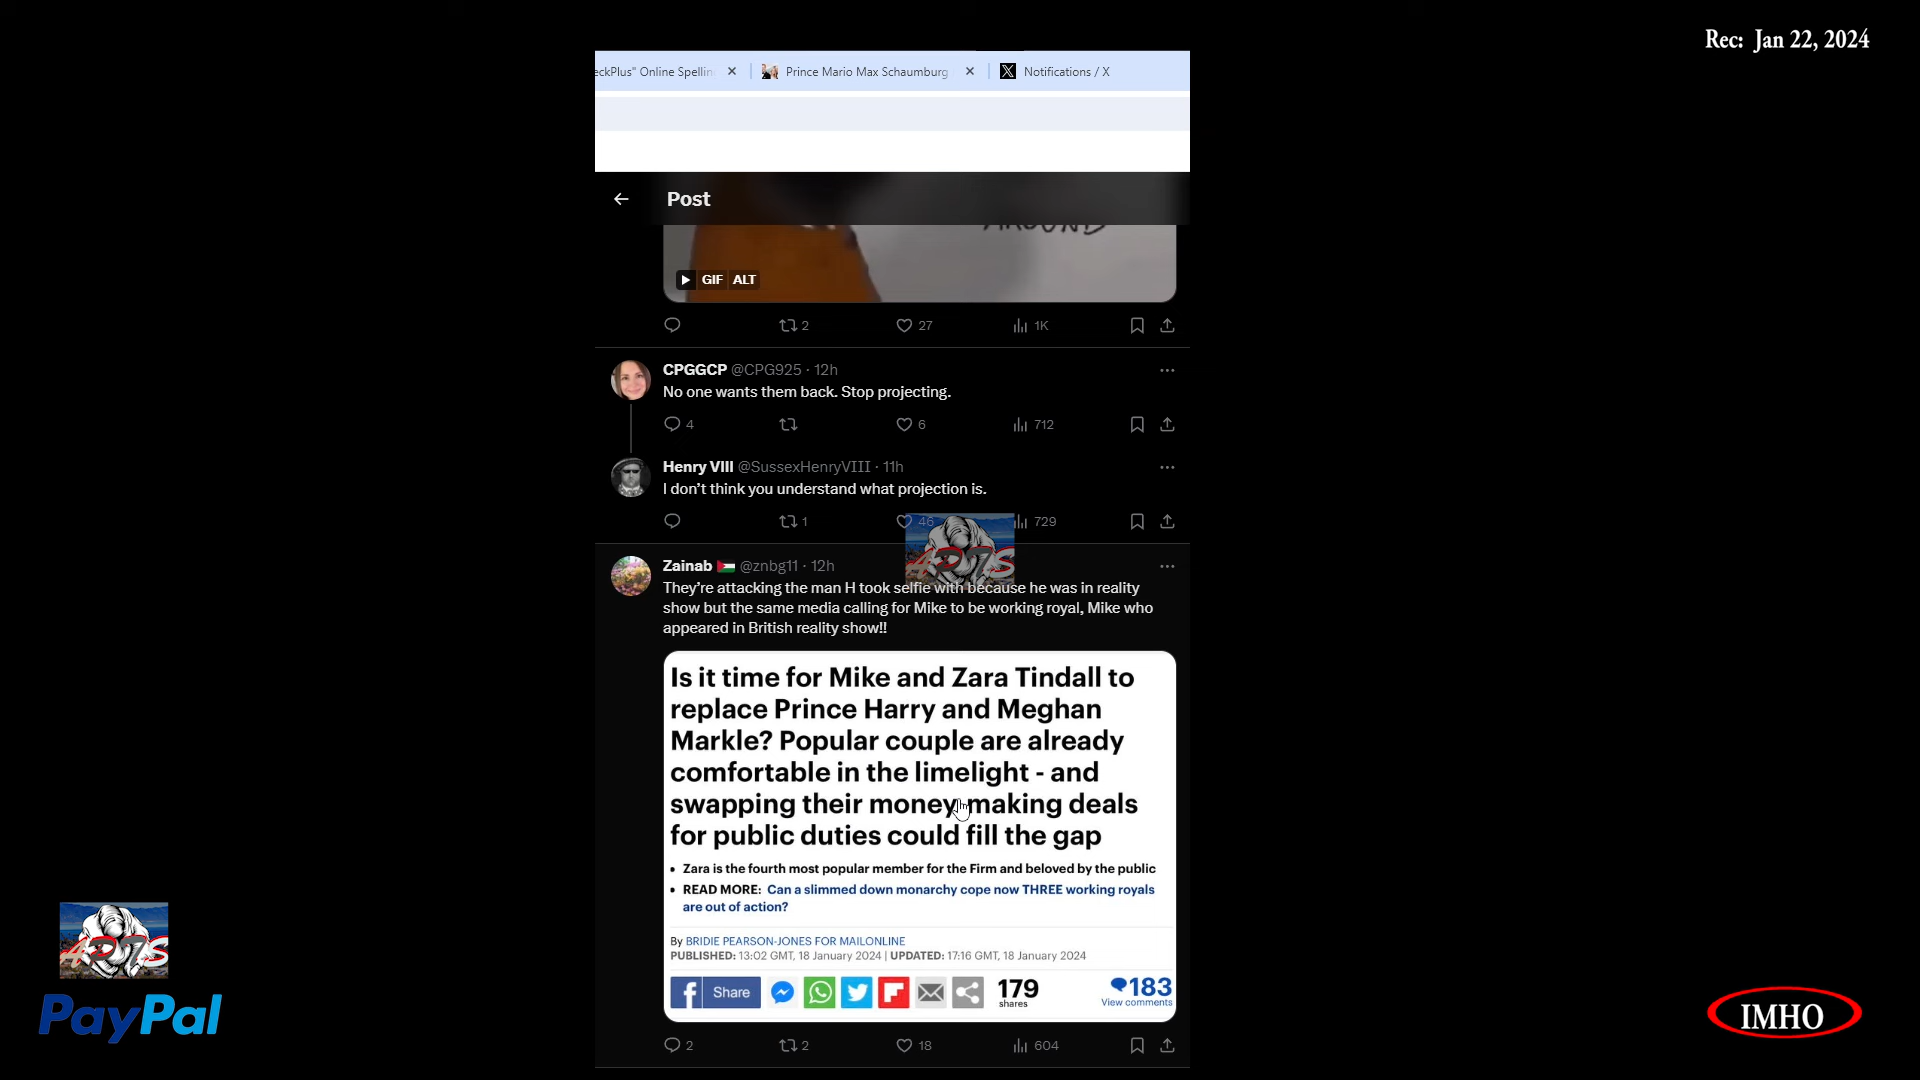 Rec: Jan 22, 2024
eckPlus" Online Spellin
Prince Mario Max Schaumburg
Notifications / X
Post
AROUND
GIF ALT
2 27 1K
CPGGCP @CPG925 · 12h
No one wants them back. Stop projecting.
4 6 712
Henry VIII @SussexHenryVIII · 11h
I don't think you understand what projection is.
1 46 729
Zainab 🇵🇸 @znbg11 · 12h
They're attacking the man H took selfie with because he was in reality
show but the same media calling for Mike to be working royal, Mike who
appeared in British reality show!!
Is it time for Mike and Zara Tindall to
replace Prince Harry and Meghan
Markle? Popular couple are already
comfortable in the limelight - and
swapping their money-making deals
for public duties could fill the gap
• Zara is the fourth most popular member for the Firm and beloved by the public
• READ MORE: Can a slimmed down monarchy cope now THREE working royals
are out of action?
By BRIDIE PEARSON-JONES FOR MAILONLINE
PUBLISHED: 13:02 GMT, 18 January 2024 | UPDATED: 17:16 GMT, 18 January 2024
f Share
179
shares
183
View comments
2 2 18 604
PayPal
IMHO